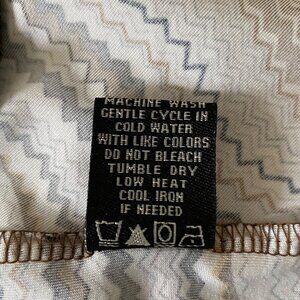 MACHINE WASH
GENTLE CYCLE IN
COLD WATER
WITH LIKE COLORS
DO NOT BLEACH
TUMBLE DRY
LOW HEAT
COOL IRON
IF NEEDED